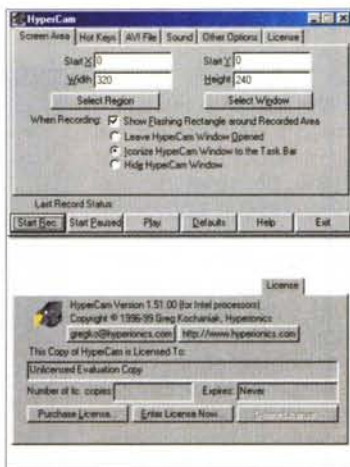 HyperCam
Screen Area Hot Keys AVI File Sound Other Options License
Start X: 0 Start Y: 0
Width: 320 Height: 240
Select Region Select Window
When Recording: Show Flashing Rectangle around Recorded Area
Leave HyperCam Window Opened
Iconize HyperCam Window to the Task Bar
Hide HyperCam Window
Last Record Status:
Start Rec. Start Paused Play Defaults Help Exit
License
HyperCam Version 1.51.00 (for Intel processors)
Copyright © 1996-99 Greg Kochaniak, Hyperionics
gregko@hyperionics.com http://www.hyperionics.com
This Copy of HyperCam is Licensed To:
Unlicensed Evaluation Copy
Number of lic. copies: Expires: Never
Purchase License... Enter License Now...